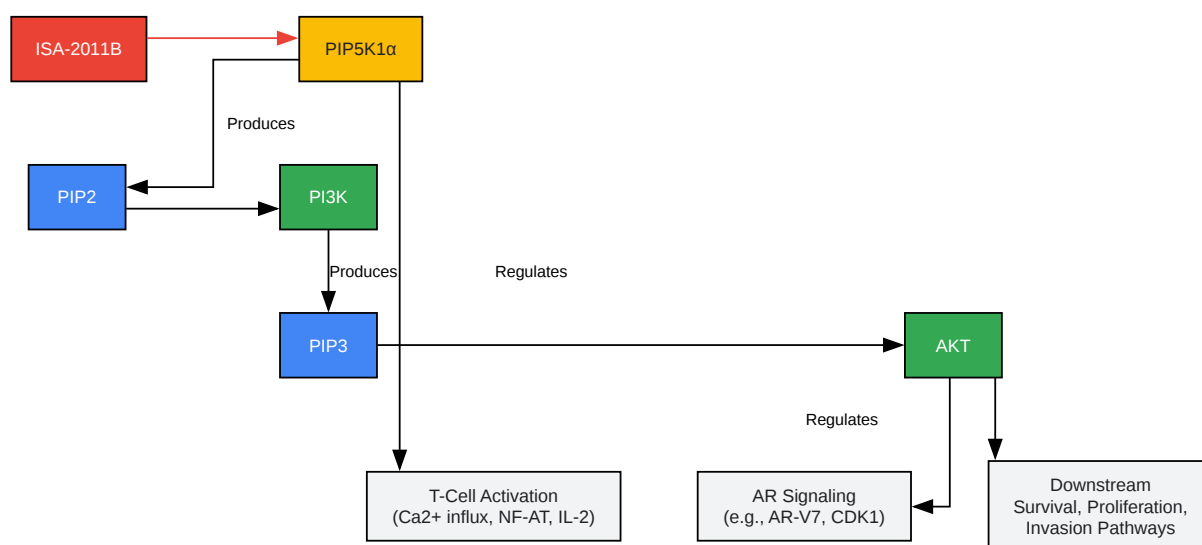 ISA-2011B
PIP5K1α
Produces
PIP2
PI3K
Produces
Regulates
PIP3
AKT
Regulates
T-Cell Activation
(Ca2+ influx, NF-AT, IL-2)
AR Signaling
(e.g., AR-V7, CDK1)
Downstream
Survival, Proliferation,
Invasion Pathways